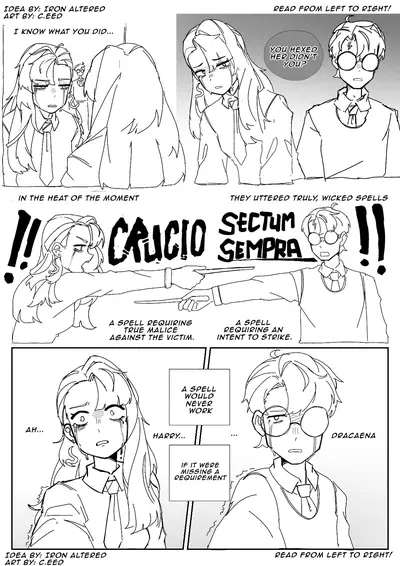 IDEA BY: IRON ALTERED
ART BY: C.EED
READ FROM LEFT TO RIGHT!
I KNOW WHAT YOU DID...
YOU HEXED
HER DIDN'T
YOU?
IN THE HEAT OF THE MOMENT
THEY UTTERED TRULY, WICKED SPELLS
!!
CRUCIO
SECTUM
SEMPRA
!!
A SPELL REQUIRING
TRUE MALICE
AGAINST THE VICTIM.
A SPELL
REQUIRING AN
INTENT TO STRIKE.
AH...
HARRY...
A SPELL
WOULD
NEVER
WORK
IF IT WERE
MISSING A
REQUIREMENT
...
DRACAENA
IDEA BY: IRON ALTERED
ART BY: C.EED
READ FROM LEFT TO RIGHT!